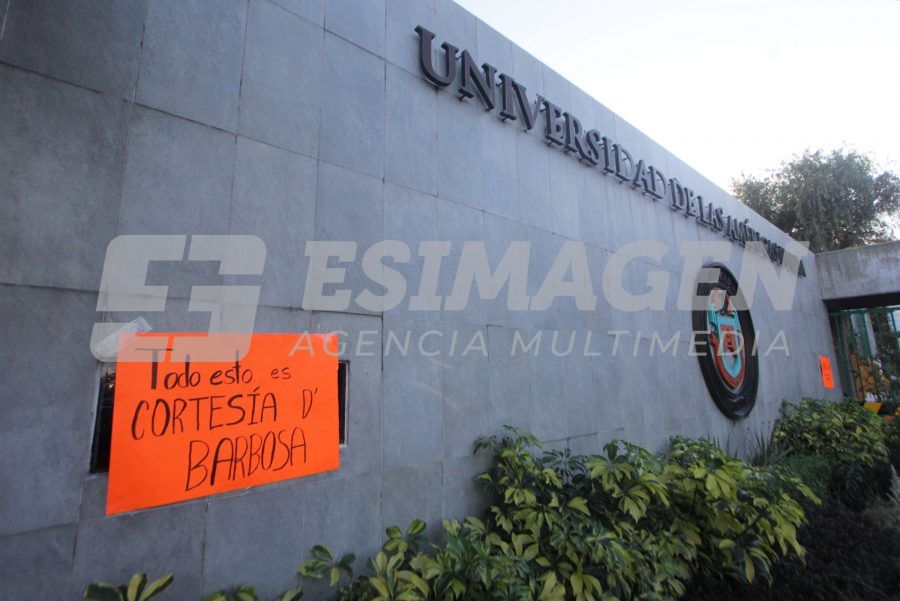 UNIVERSIDAD DE LAS
ESIMAGEN
AGENCIA MULTIMEDIA
Todo esto es
CORTESÍA D'
BARBOSA